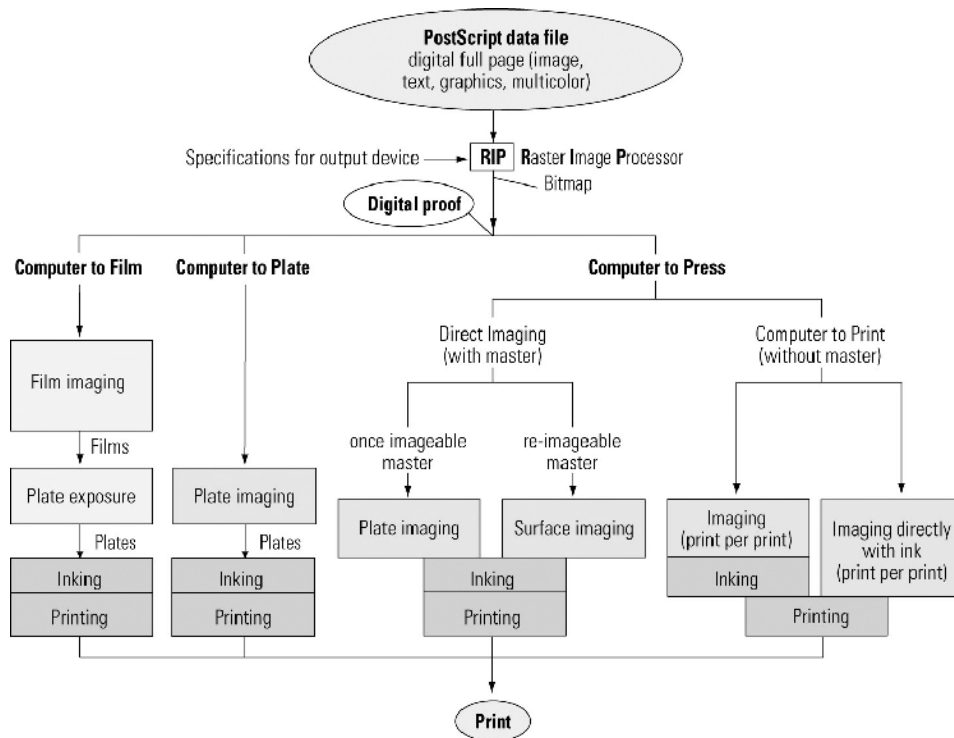 PostScript data file
digital full page (image,
text, graphics, multicolor)
Specifications for output device
RIP
Raster Image Processor
Bitmap
Digital proof
Computer to Film
Computer to Plate
Computer to Press
Direct Imaging
(with master)
Computer to Print
(without master)
Film imaging
Films
once imageable
master
re-imageable
master
Plate exposure
Plate imaging
Plate imaging
Surface imaging
Imaging
(print per print)
Imaging directly
with ink
(print per print)
Plates
Plates
Inking
Inking
Inking
Inking
Printing
Printing
Printing
Printing
Print